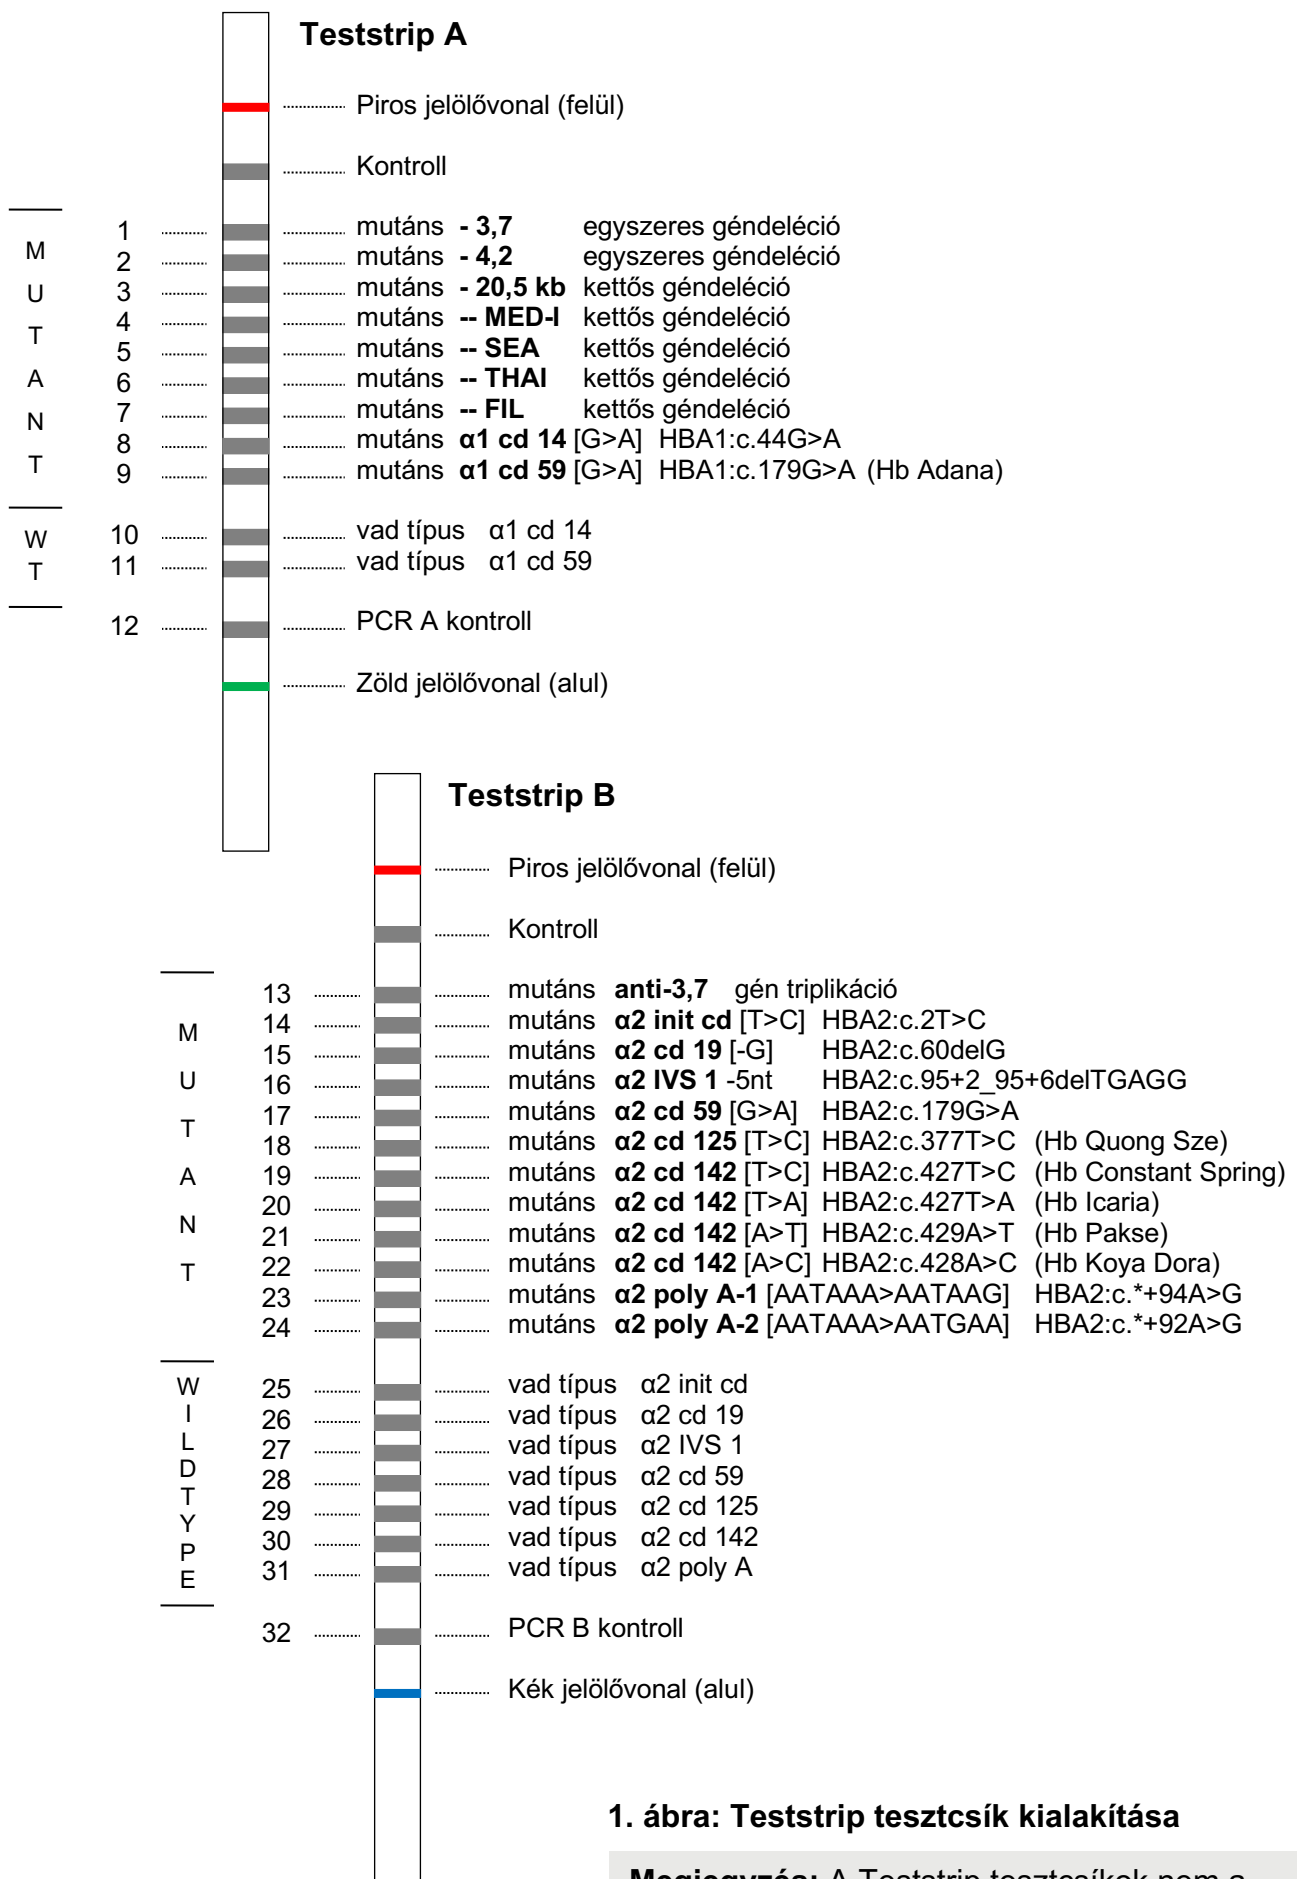 Teststrip A
Piros jelölővonal (felül)
Kontroll
MUTANT
1 mutáns - 3,7 egyszeres géndeléció
2 mutáns - 4,2 egyszeres géndeléció
3 mutáns - 20,5 kb kettős géndeléció
4 mutáns -- MED-I kettős géndeléció
5 mutáns -- SEA kettős géndeléció
6 mutáns -- THAI kettős géndeléció
7 mutáns -- FIL kettős géndeléció
8 mutáns α1 cd 14 [G>A] HBA1:c.44G>A
9 mutáns α1 cd 59 [G>A] HBA1:c.179G>A (Hb Adana)
WT
10 vad típus α1 cd 14
11 vad típus α1 cd 59
12 PCR A kontroll
Zöld jelölővonal (alul)
Teststrip B
Piros jelölővonal (felül)
Kontroll
MUTANT
13 mutáns anti-3,7 gén triplikáció
14 mutáns α2 init cd [T>C] HBA2:c.2T>C
15 mutáns α2 cd 19 [-G] HBA2:c.60delG
16 mutáns α2 IVS 1 -5nt HBA2:c.95+2_95+6delTGAGG
17 mutáns α2 cd 59 [G>A] HBA2:c.179G>A
18 mutáns α2 cd 125 [T>C] HBA2:c.377T>C (Hb Quong Sze)
19 mutáns α2 cd 142 [T>C] HBA2:c.427T>C (Hb Constant Spring)
20 mutáns α2 cd 142 [T>A] HBA2:c.427T>A (Hb Icaria)
21 mutáns α2 cd 142 [A>T] HBA2:c.429A>T (Hb Pakse)
22 mutáns α2 cd 142 [A>C] HBA2:c.428A>C (Hb Koya Dora)
23 mutáns α2 poly A-1 [AATAAA>AATAAG] HBA2:c.*+94A>G
24 mutáns α2 poly A-2 [AATAAA>AATGAA] HBA2:c.*+92A>G
WILDTYPE
25 vad típus α2 init cd
26 vad típus α2 cd 19
27 vad típus α2 IVS 1
28 vad típus α2 cd 59
29 vad típus α2 cd 125
30 vad típus α2 cd 142
31 vad típus α2 poly A
32 PCR B kontroll
Kék jelölővonal (alul)
1. ábra: Teststrip tesztcsík kialakítása
Megjegyzés: A Teststrip tesztcsíkok nem a